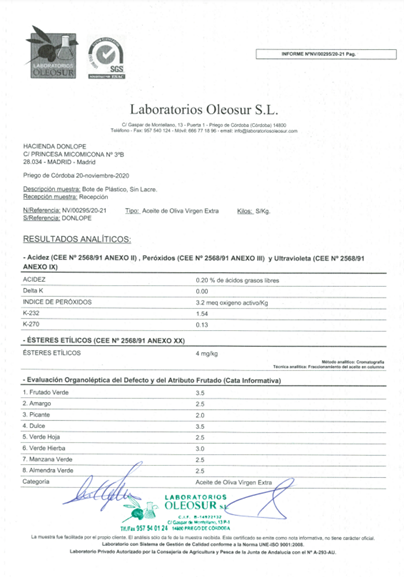 LABORATORIOS
OLEOSUR
SGS
INFORME NºNV/00295/20-21 Pag.
Laboratorios Oleosur S.L.
C/ Gaspar de Montellano, 13 - Puerta 1 - Priego de Córdoba (Córdoba) 14800
Teléfono - Fax: 957 540 124 - Móvil: 666 77 18 96 - email: info@laboratoriosoleosur.com
HACIENDA DONLOPE
C/ PRINCESA MICOMICONA Nº 3ºB
28.034 - MADRID - Madrid
Priego de Córdoba 20-noviembre-2020
Descripción muestra: Bote de Plástico, Sin Lacre.
Recepción muestra: Recepción
N/Referencia: NV/00295/20-21 Tipo: Aceite de Oliva Virgen Extra Kilos: S/Kg.
S/Referencia: DONLOPE
RESULTADOS ANALÍTICOS:
- Acidez (CEE Nº 2568/91 ANEXO II) , Peróxidos (CEE Nº 2568/91 ANEXO III) y Ultravioleta (CEE Nº 2568/91
ANEXO IX)
ACIDEZ 0.20 % de ácidos grasos libres
Delta K 0.00
INDICE DE PERÓXIDOS 3.2 meq oxigeno activo/Kg
K-232 1.54
K-270 0.13
- ÉSTERES ETÍLICOS (CEE Nº 2568/91 ANEXO XX)
ÉSTERES ETÍLICOS 4 mg/kg
Método analítico: Cromatografía
Técnica analítica: Fraccionamiento del aceite en columna
- Evaluación Organoléptica del Defecto y del Atributo Frutado (Cata Informativa)
1. Frutado Verde 3.5
2. Amargo 2.5
3. Picante 2.0
4. Dulce 3.5
5. Verde Hoja 2.5
6. Verde Hierba 3.0
7. Manzana Verde 2.5
8. Almendra Verde 2.5
Categoría Aceite de Oliva Virgen Extra
LABORATORIOS
OLEOSUR S.L.
C/ Gaspar de Montellano, 13 P-1
Tlf./Fax 957 54 01 24 14800 PRIEGO DE CÓRDOBA
La muestra fue facilitada por el propio cliente. El análisis sólo da fe de la muestra recibida. Este certificado se emite como nota informativa, no tiene carácter oficial.
Laboratorio con Sistema de Gestión de Calidad conforme a la Norma UNE-ISO 9001:2008.
Laboratorio Privado Autorizado por la Consejería de Agricultura y Pesca de la Junta de Andalucía con el Nº A-293-AU.